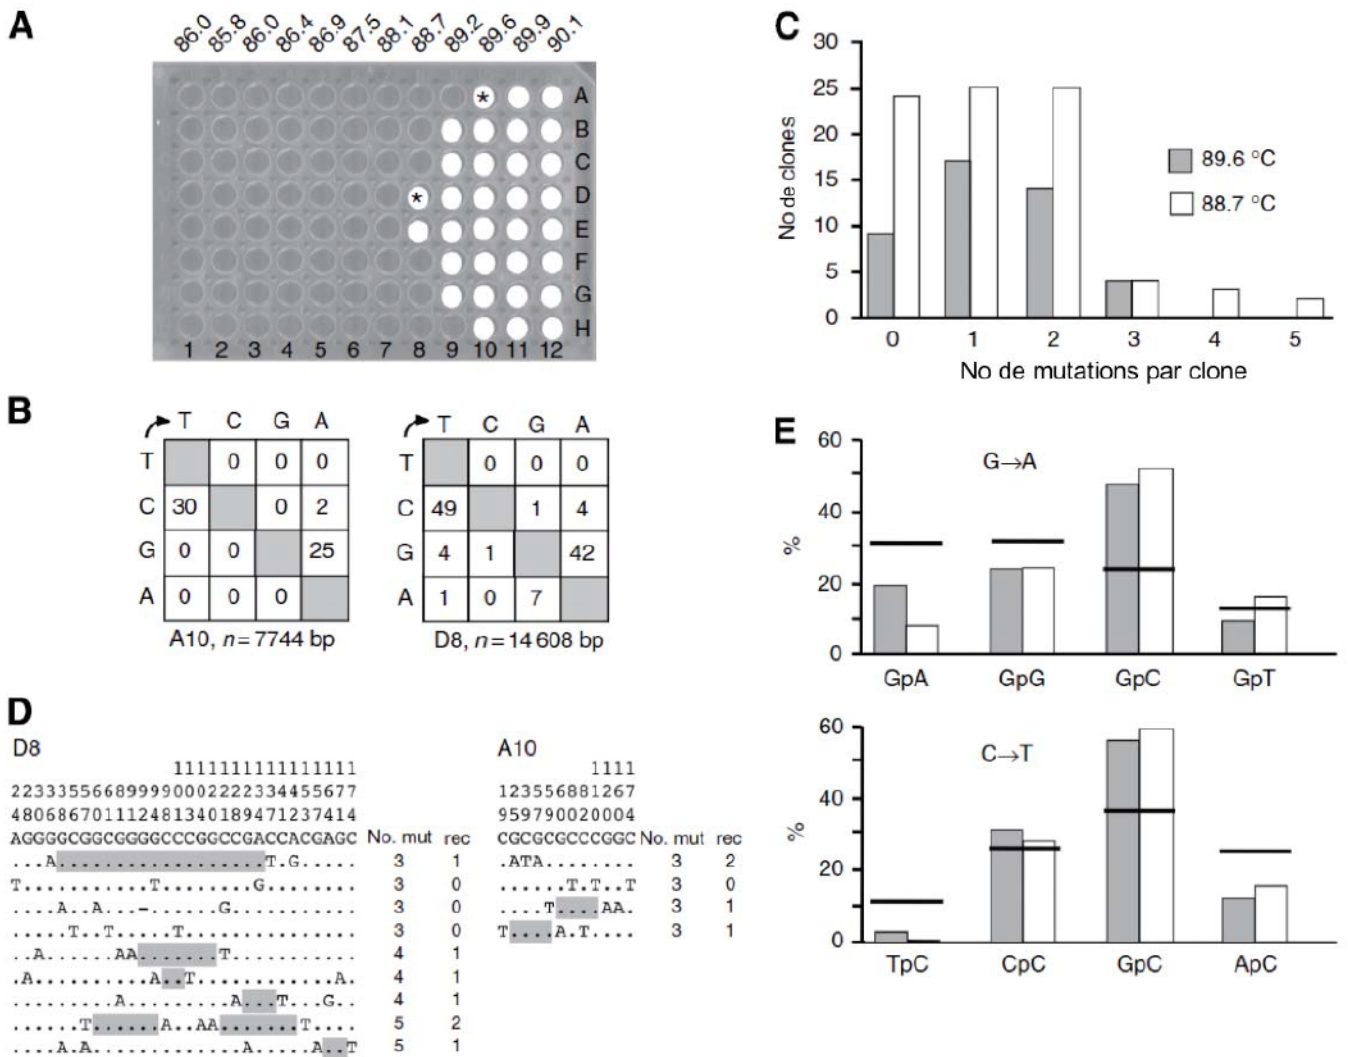 A
86.0 85.8 86.0 86.4 86.9 87.5 88.1 88.7 89.2 89.6 89.9 90.1
* A
B
C
* D
E
F
G
H
1 2 3 4 5 6 7 8 9 10 11 12
B
T C G A
T 0 0 0
C 30 0 2
G 0 0 25
A 0 0 0
A10, n = 7744 bp
T C G A
T 0 0 0
C 49 1 4
G 4 1 42
A 1 0 7
D8, n = 14 608 bp
C
30
25
20
15
10
5
0
No de clones
89.6 °C
88.7 °C
0 1 2 3 4 5
No de mutations par clone
D
D8
1111111111111111
AGGGGCGGCGGGGCCCGGCCGACCACGAGC No. mut rec
3 1
3 0
3 0
3 0
4 1
4 1
4 1
5 2
5 1
A10
1111
123556881267
CGCGCGCCCGGC No. mut rec
.ATA........ 3 2
......T.T..T 3 0
3 1
3 1
E
60
40
20
0
%
G→A
GpA GpG GpC GpT
60
40
20
0
%
C→T
TpC CpC GpC ApC